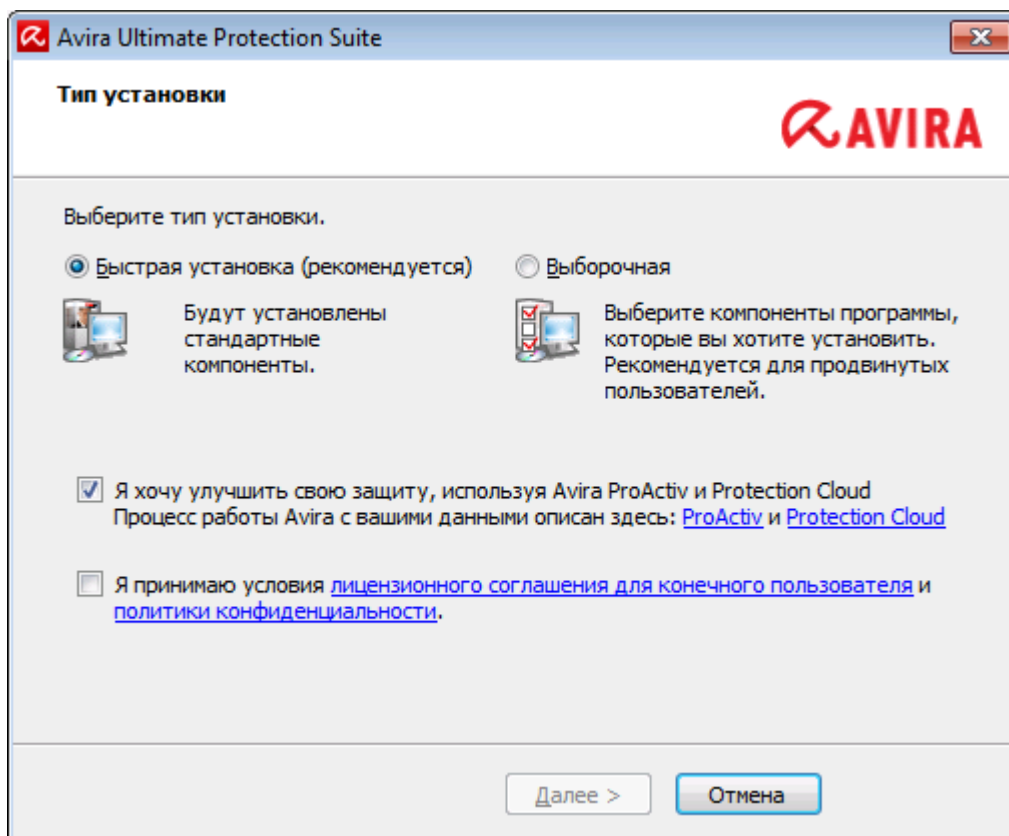 Avira Ultimate Protection Suite
Тип установки
AVIRA
Выберите тип установки.
Быстрая установка (рекомендуется)
Выборочная
Будут установлены
стандартные
компоненты.
Выберите компоненты программы,
которые вы хотите установить.
Рекомендуется для продвинутых
пользователей.
Я хочу улучшить свою защиту, используя Avira ProActiv и Protection Cloud
Процесс работы Avira с вашими данными описан здесь: ProActiv и Protection Cloud
Я принимаю условия лицензионного соглашения для конечного пользователя и
политики конфиденциальности.
Далее >
Отмена